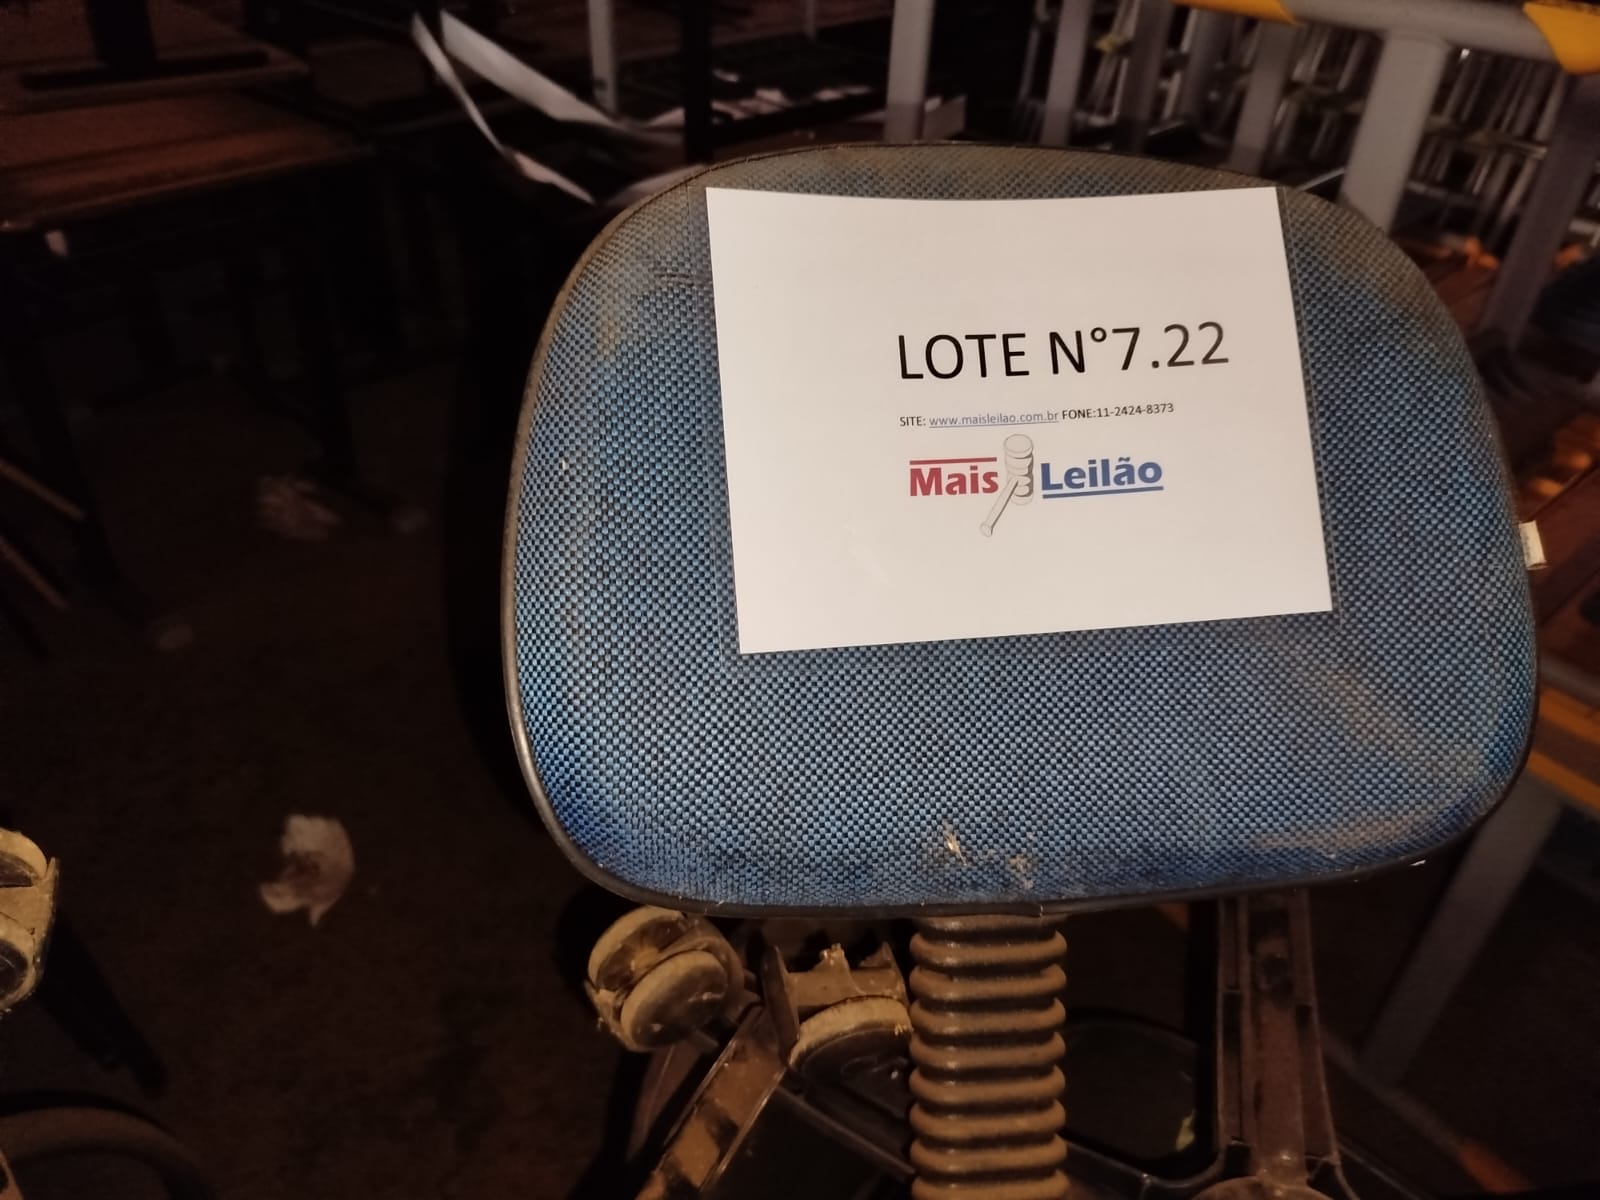 LOTE N°7.22
SITE: www.maisleilao.com.br FONE:11-2424-8373
Mais Leilão